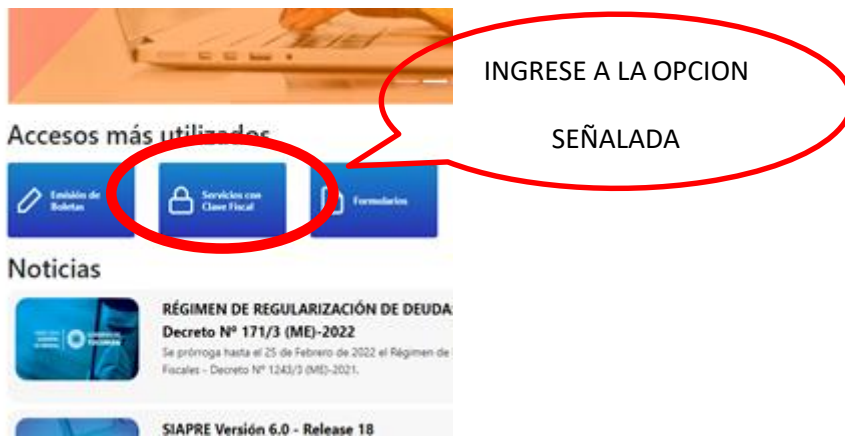 INGRESE A LA OPCION
SEÑALADA
Accesos más utilizados
Emisión de
Boletas
Servicios con
Clave Fiscal
Formularios
Noticias
RÉGIMEN DE REGULARIZACIÓN DE DEUDA
Decreto Nº 171/3 (ME)-2022
Se prórroga hasta el 25 de Febrero de 2022 el Régimen de
Fiscales - Decreto Nº 1243/3 (ME)-2021.
TUCUMÁN
SIAPRE Versión 6.0 - Release 18